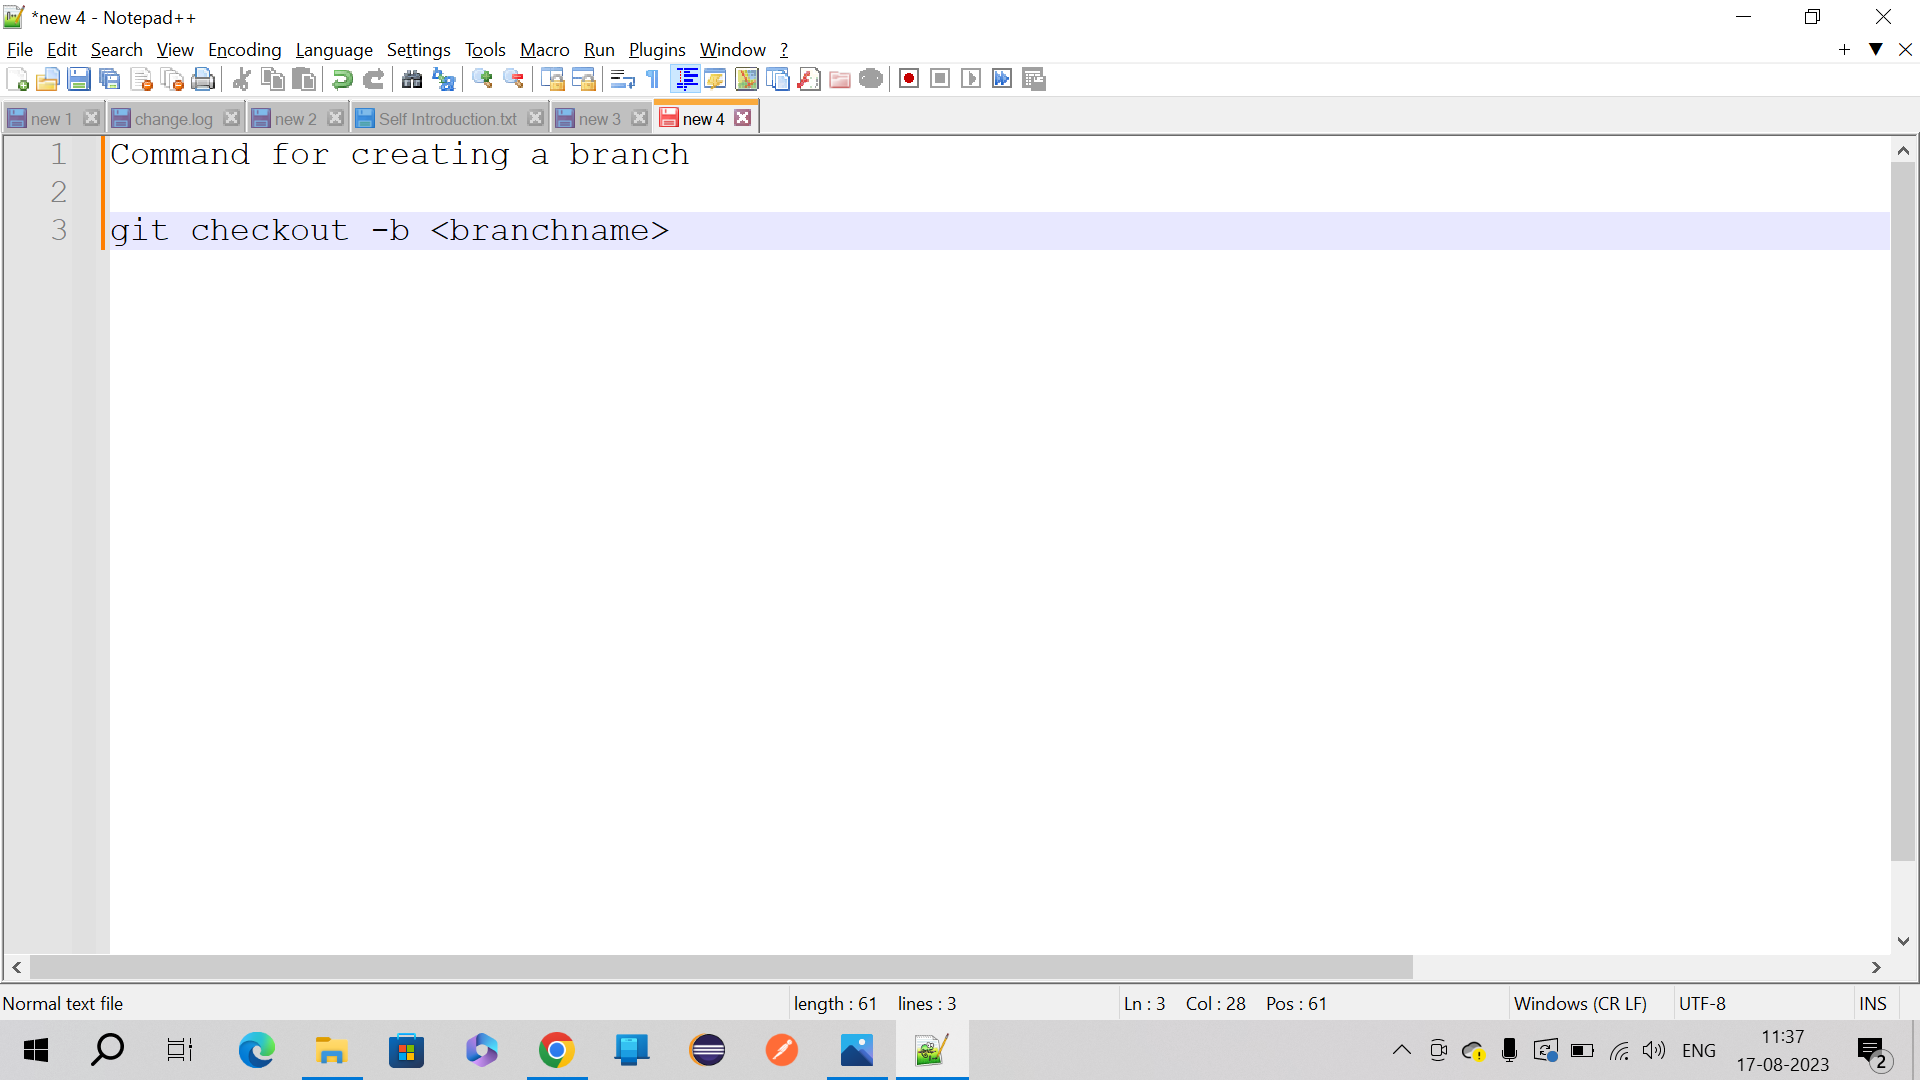 *new 4 - Notepad++
File Edit Search View Encoding Language Settings Tools Macro Run Plugins Window ?
new 1 change.log new 2 Self Introduction.txt new 3 new 4
1 Command for creating a branch
2
3 git checkout -b <branchname>
Normal text file length : 61 lines : 3 Ln : 3 Col : 28 Pos : 61 Windows (CR LF) UTF-8 INS
ENG 11:37
17-08-2023 2